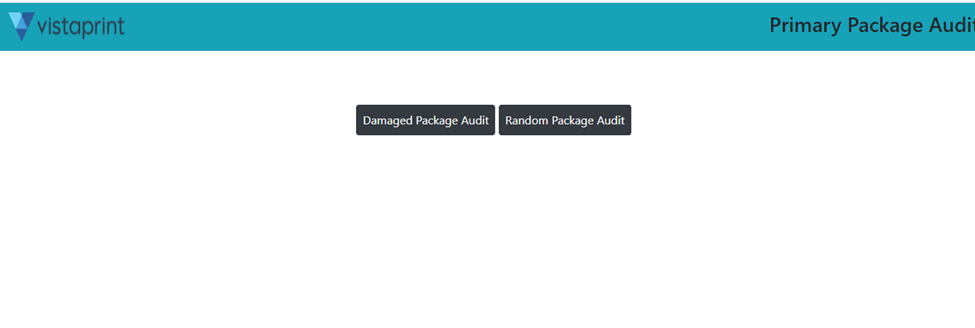 vistaprint
Primary Package Audit
Damaged Package Audit
Random Package Audit